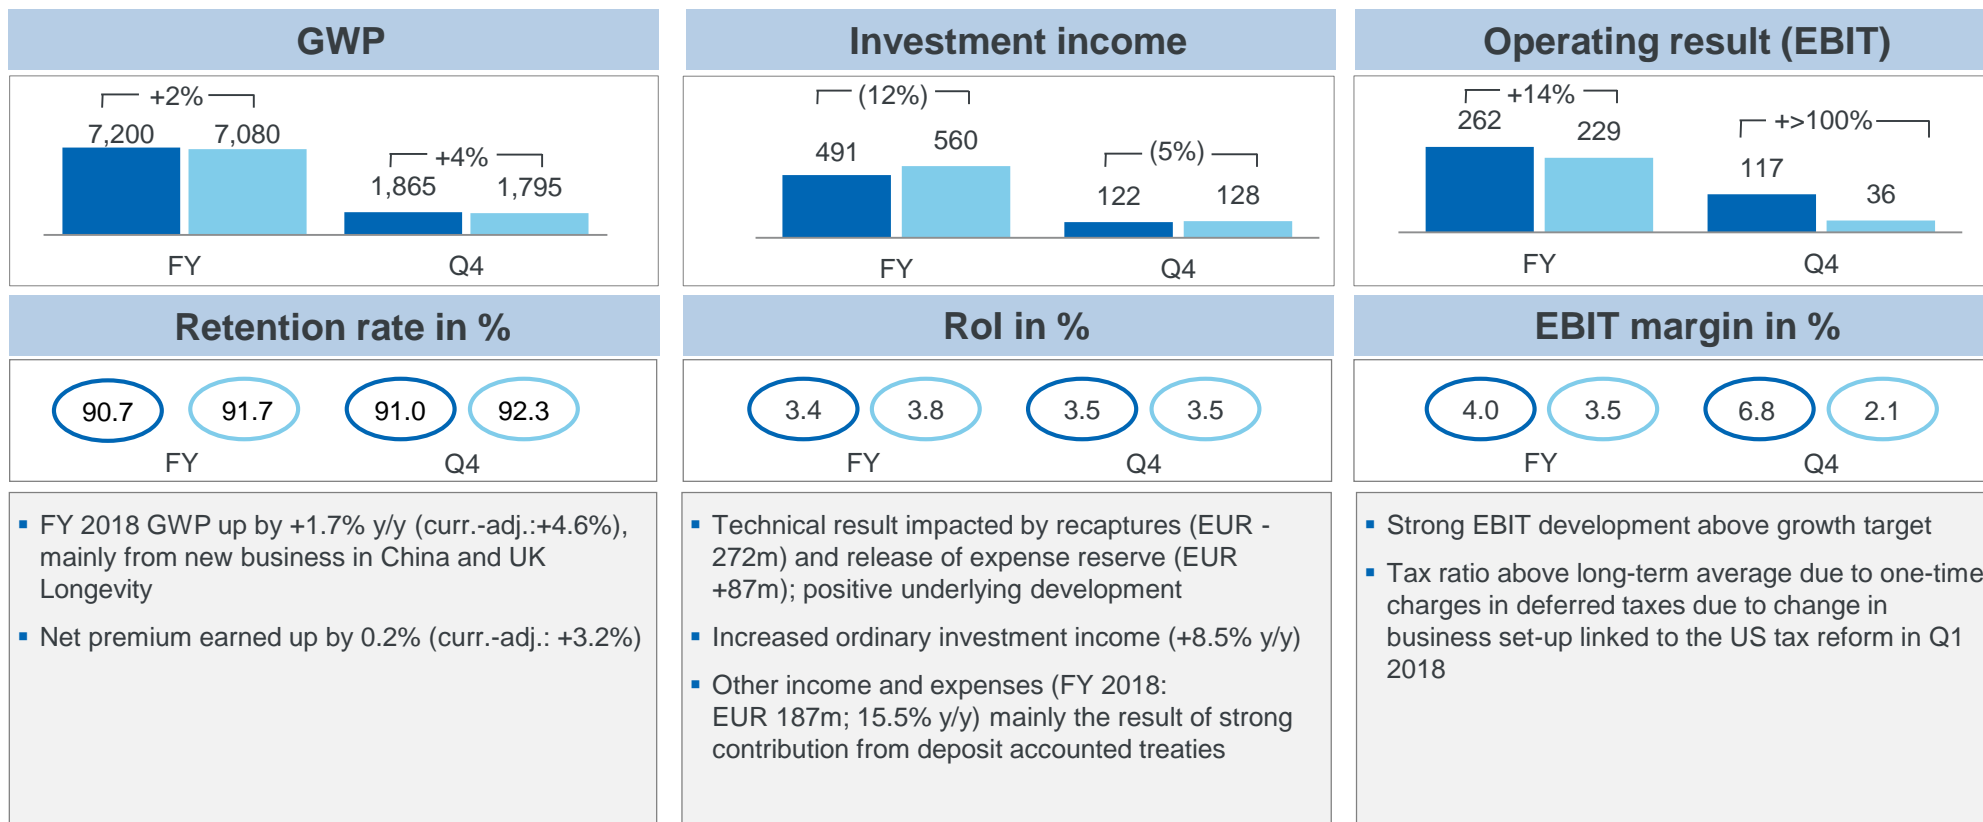 GWP
+2%
7,200
7,080
+4%
1,865
1,795
FY
Q4
Investment income
(12%)
491
560
(5%)
122
128
FY
Q4
Operating result (EBIT)
+14%
262
229
+>100%
117
36
FY
Q4
Retention rate in %
90.7
91.7
91.0
92.3
FY
Q4
RoI in %
3.4
3.8
3.5
3.5
FY
Q4
EBIT margin in %
4.0
3.5
6.8
2.1
FY
Q4
▪ FY 2018 GWP up by +1.7% y/y (curr.-adj.:+4.6%),
mainly from new business in China and UK
Longevity
▪ Net premium earned up by 0.2% (curr.-adj.: +3.2%)
▪ Technical result impacted by recaptures (EUR -
272m) and release of expense reserve (EUR
+87m); positive underlying development
▪ Increased ordinary investment income (+8.5% y/y)
▪ Other income and expenses (FY 2018:
EUR 187m; 15.5% y/y) mainly the result of strong
contribution from deposit accounted treaties
▪ Strong EBIT development above growth target
▪ Tax ratio above long-term average due to one-time
charges in deferred taxes due to change in
business set-up linked to the US tax reform in Q1
2018